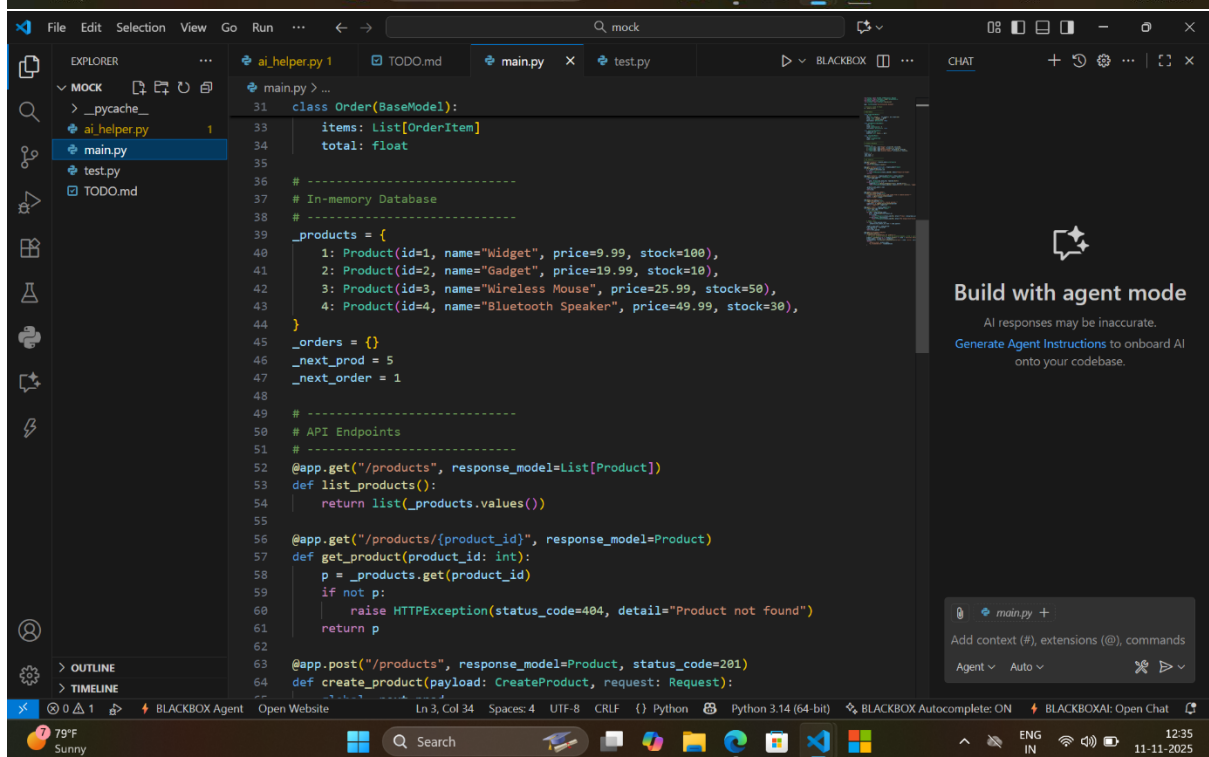 File Edit Selection View Go Run ··· mock
EXPLORER ···
MOCK
__pycache__
ai_helper.py 1
main.py
test.py
TODO.md
OUTLINE
TIMELINE
ai_helper.py 1 TODO.md main.py test.py BLACKBOX ···
main.py > ...
31 class Order(BaseModel):
33 items: List[OrderItem]
34 total: float
35
36 # -----------------------------
37 # In-memory Database
38 # -----------------------------
39 _products = {
40 1: Product(id=1, name="Widget", price=9.99, stock=100),
41 2: Product(id=2, name="Gadget", price=19.99, stock=10),
42 3: Product(id=3, name="Wireless Mouse", price=25.99, stock=50),
43 4: Product(id=4, name="Bluetooth Speaker", price=49.99, stock=30),
44 }
45 _orders = {}
46 _next_prod = 5
47 _next_order = 1
48
49 # -----------------------------
50 # API Endpoints
51 # -----------------------------
52 @app.get("/products", response_model=List[Product])
53 def list_products():
54 return list(_products.values())
55
56 @app.get("/products/{product_id}", response_model=Product)
57 def get_product(product_id: int):
58 p = _products.get(product_id)
59 if not p:
60 raise HTTPException(status_code=404, detail="Product not found")
61 return p
62
63 @app.post("/products", response_model=Product, status_code=201)
64 def create_product(payload: CreateProduct, request: Request):
CHAT
Build with agent mode
AI responses may be inaccurate.
Generate Agent Instructions to onboard AI
onto your codebase.
main.py +
Add context (#), extensions (@), commands
Agent Auto
0 1 BLACKBOX Agent Open Website Ln 3, Col 34 Spaces: 4 UTF-8 CRLF {} Python Python 3.14 (64-bit) BLACKBOX Autocomplete: ON BLACKBOXAI: Open Chat
7 79°F
Sunny
Search
ENG
IN
12:35
11-11-2025